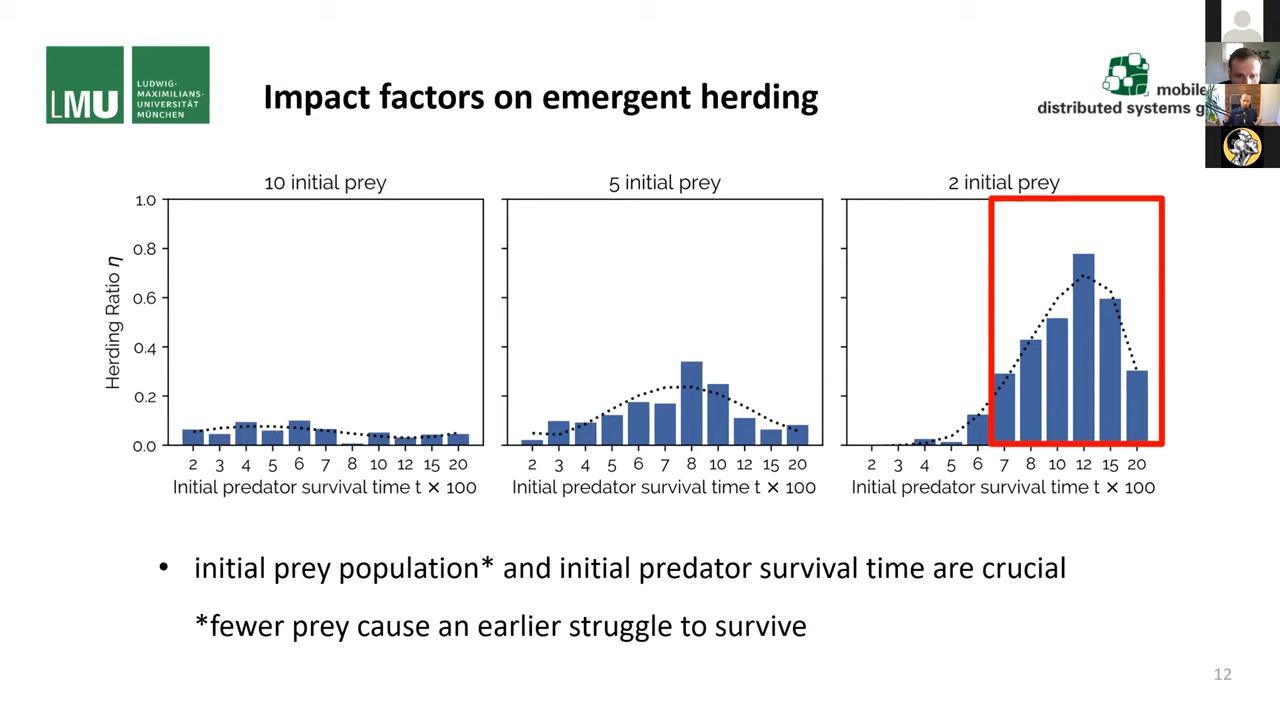 LMU
LUDWIG-
MAXIMILIANS-
UNIVERSITÄT
MÜNCHEN
Impact factors on emergent herding
mobile
distributed systems g
10 initial prey
5 initial prey
2 initial prey
Herding Ratio η
1.0
0.8
0.6
0.4
0.2
0.0
2 3 4 5 6 7 8 10 12 15 20
2 3 4 5 6 7 8 10 12 15 20
2 3 4 5 6 7 8 10 12 15 20
Initial predator survival time t × 100
Initial predator survival time t × 100
Initial predator survival time t × 100
• initial prey population* and initial predator survival time are crucial
*fewer prey cause an earlier struggle to survive
12